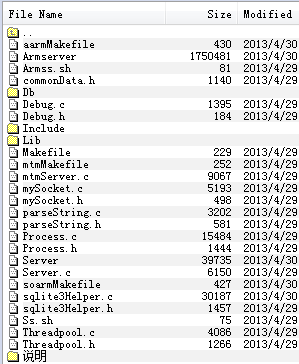 File Name Size Modified
..
aarmMakefile 430 2013/4/30
Armserver 1750481 2013/4/30
Armss.sh 81 2013/4/30
commonData.h 1140 2013/4/29
Db
Debug.c 1395 2013/4/29
Debug.h 184 2013/4/29
Include
Lib
Makefile 229 2013/4/29
mtmMakefile 252 2013/4/29
mtmServer.c 9067 2013/4/29
mySocket.c 5193 2013/4/29
mySocket.h 498 2013/4/29
parseString.c 3202 2013/4/29
parseString.h 581 2013/4/29
Process.c 15484 2013/4/29
Process.h 1444 2013/4/29
Server 39735 2013/4/30
Server.c 6150 2013/4/29
soarmMakefile 427 2013/4/30
sqlite3Helper.c 30187 2013/4/29
sqlite3Helper.h 1457 2013/4/29
Ss.sh 75 2013/4/29
Threadpool.c 4086 2013/4/29
Threadpool.h 1266 2013/4/29
说明